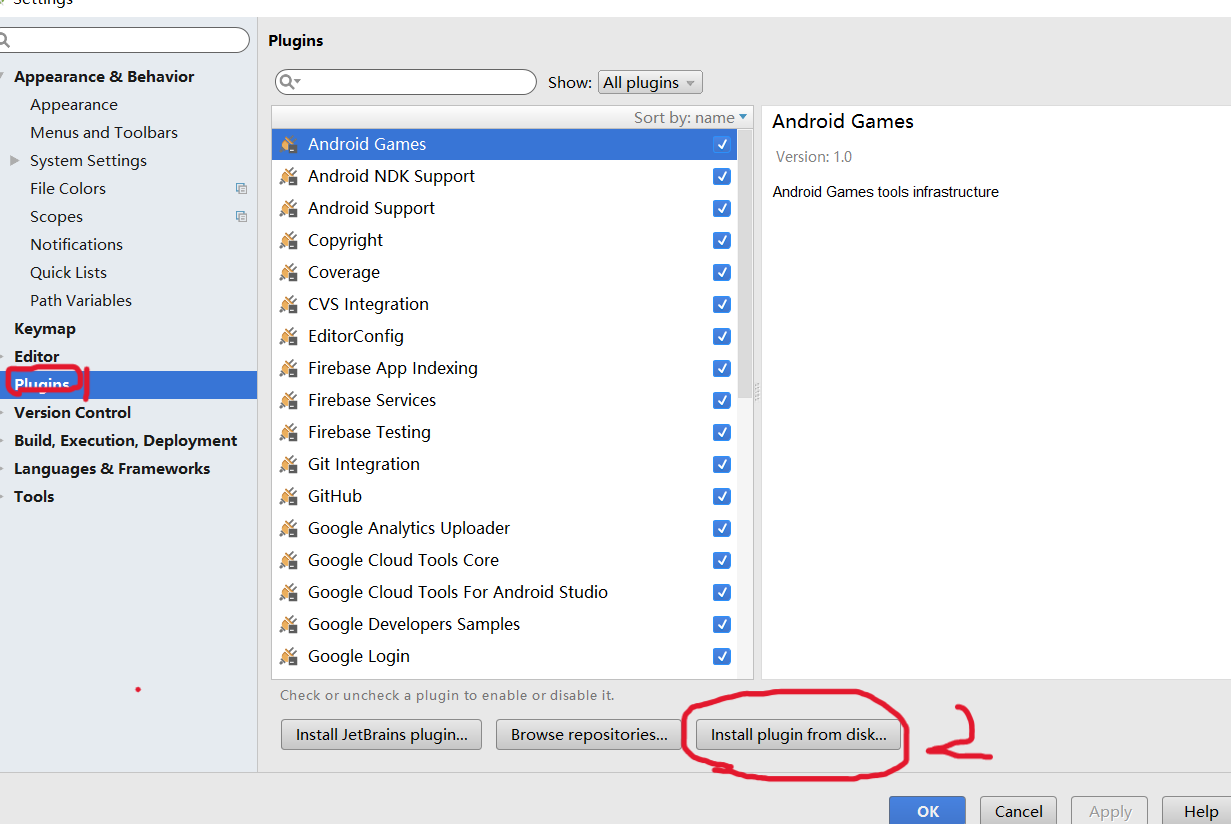 Settings
Appearance & Behavior
Appearance
Menus and Toolbars
System Settings
File Colors
Scopes
Notifications
Quick Lists
Path Variables
Keymap
Editor
Plugins
Version Control
Build, Execution, Deployment
Languages & Frameworks
Tools
Plugins
Show: All plugins
Sort by: name
Android Games
Android NDK Support
Android Support
Copyright
Coverage
CVS Integration
EditorConfig
Firebase App Indexing
Firebase Services
Firebase Testing
Git Integration
GitHub
Google Analytics Uploader
Google Cloud Tools Core
Google Cloud Tools For Android Studio
Google Developers Samples
Google Login
Check or uncheck a plugin to enable or disable it.
Install JetBrains plugin... Browse repositories... Install plugin from disk... 2
Android Games
Version: 1.0
Android Games tools infrastructure
OK Cancel Apply Help